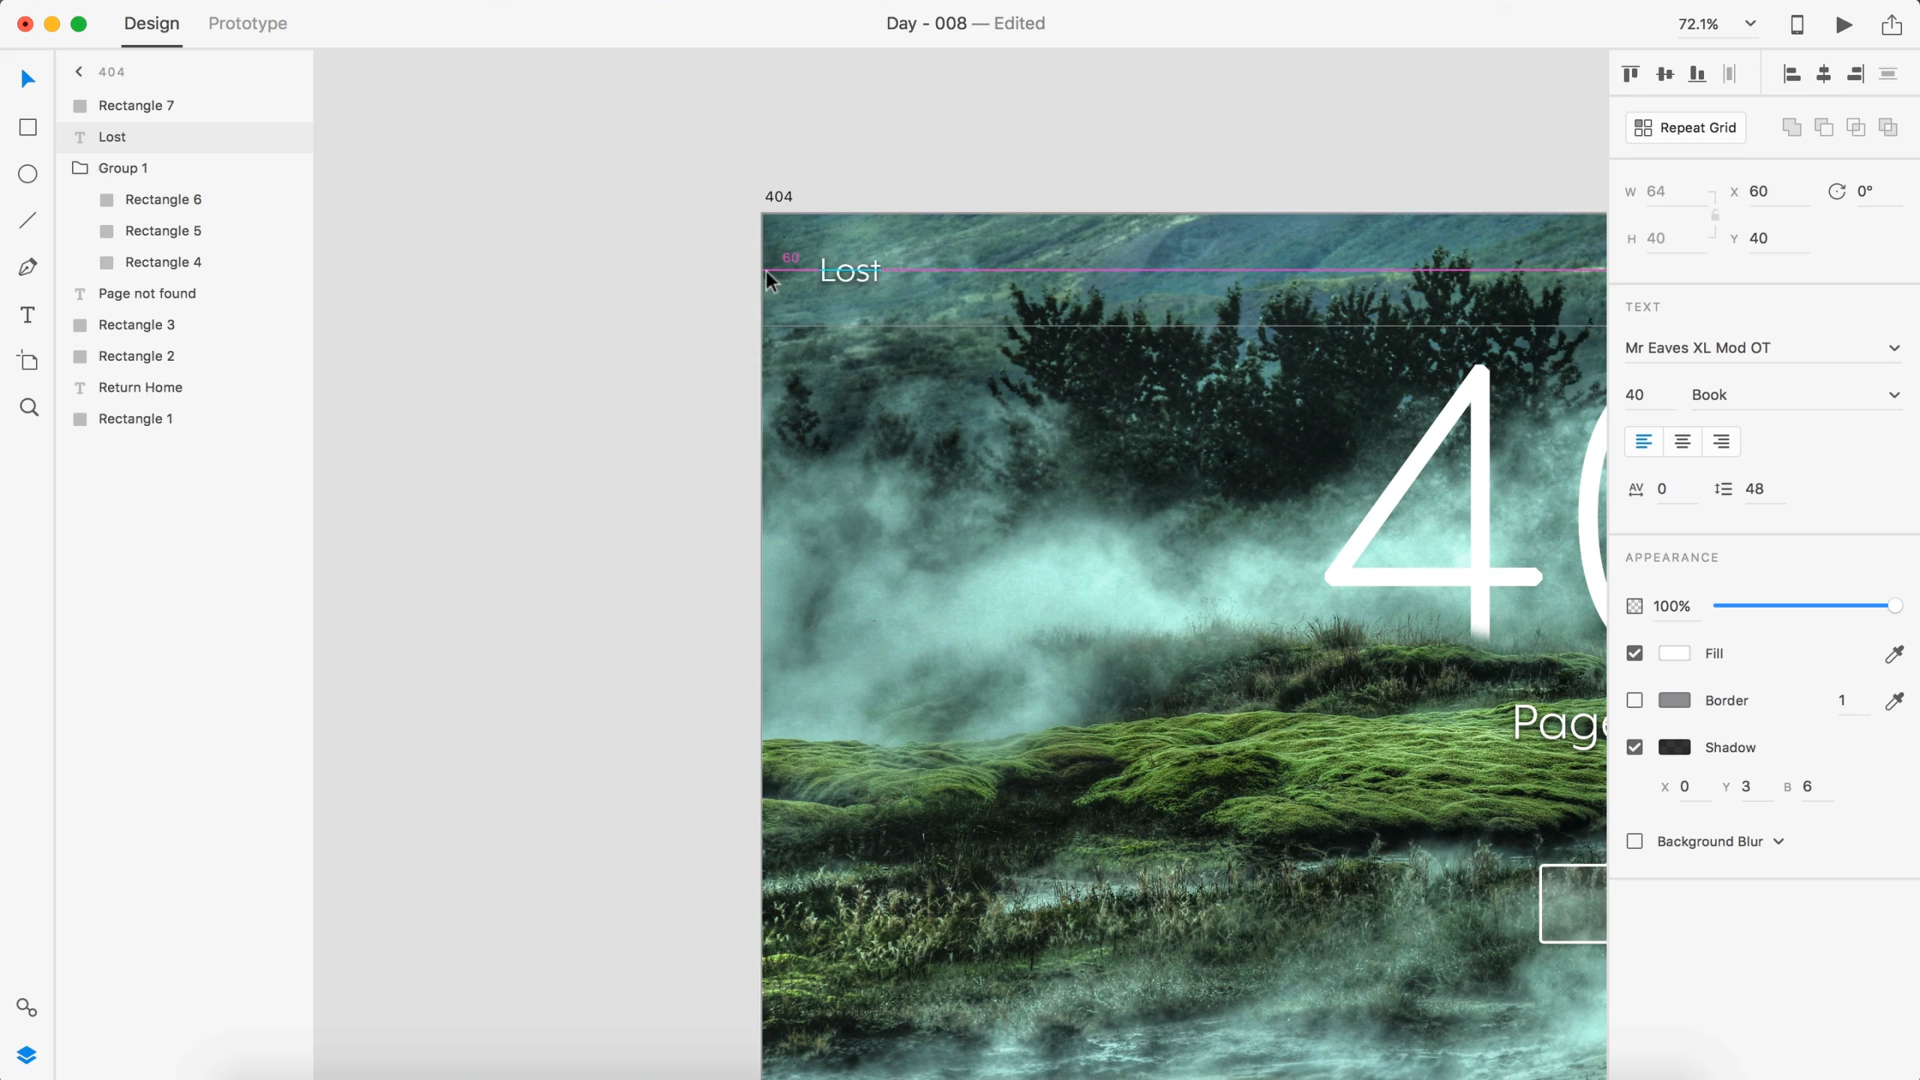 Design
Prototype
Day - 008 — Edited
72.1%
404
Rectangle 7
Lost
Group 1
Rectangle 6
Rectangle 5
Rectangle 4
Page not found
Rectangle 3
Rectangle 2
Return Home
Rectangle 1
404
60
Lost
40
Page
Repeat Grid
W 64 X 60 0°
H 40 Y 40
TEXT
Mr Eaves XL Mod OT
40 Book
AV 0 48
APPEARANCE
100%
Fill
Border 1
Shadow
X 0 Y 3 B 6
Background Blur